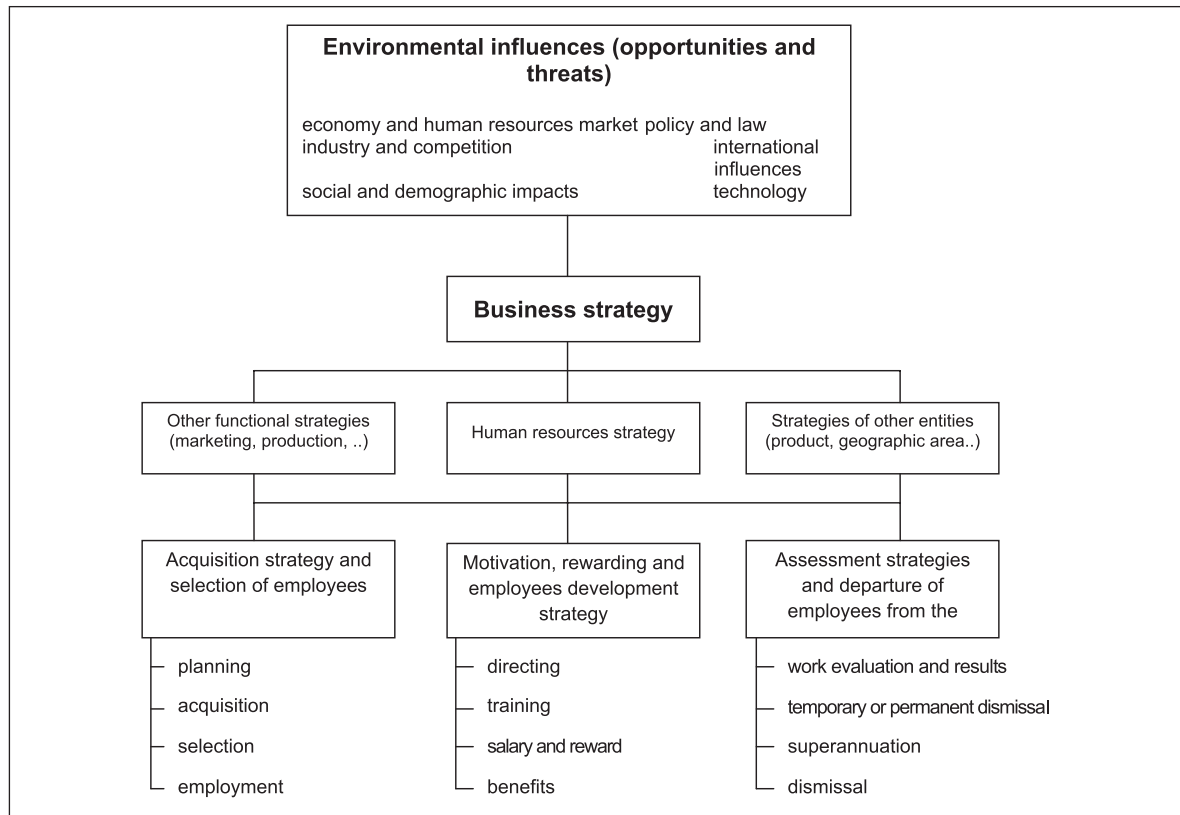 Environmental influences (opportunities and
threats)
economy and human resources market policy and law
industry and competition international
influences
social and demographic impacts technology
Business strategy
Other functional strategies
(marketing, production, ..)
Human resources strategy
Strategies of other entities
(product, geographic area..)
Acquisition strategy and
selection of employees
Motivation, rewarding and
employees development
strategy
Assessment strategies
and departure of
employees from the
planning
acquisition
selection
employment
directing
training
salary and reward
benefits
work evaluation and results
temporary or permanent dismissal
superannuation
dismissal